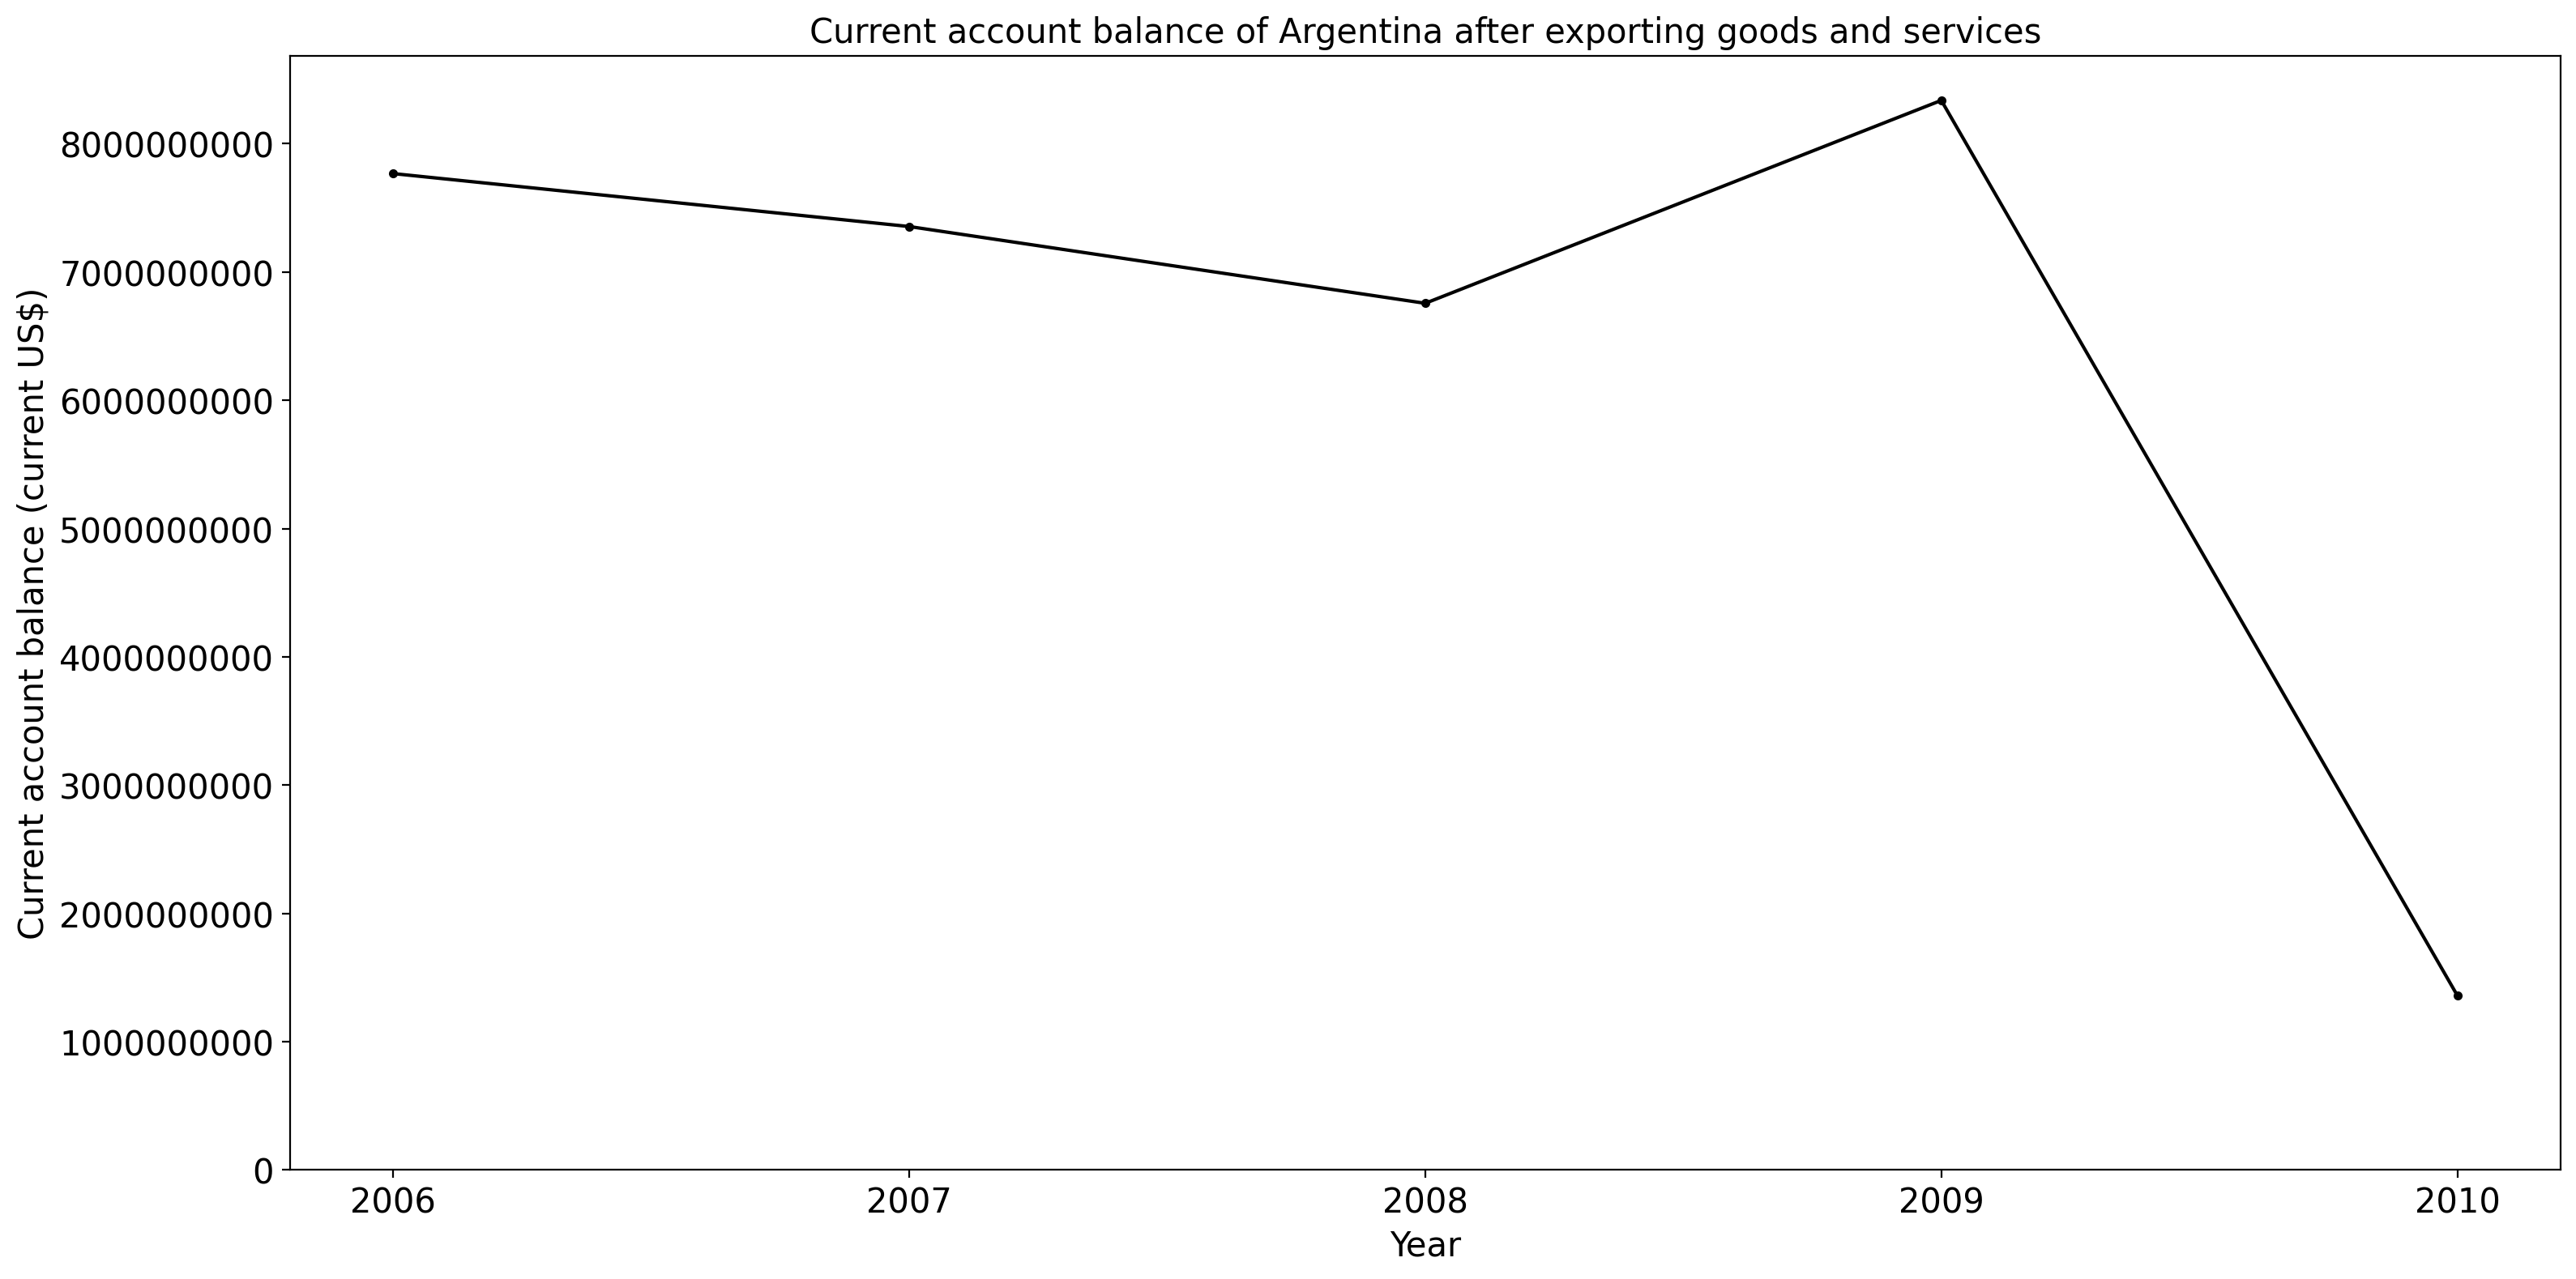 Current account balance of Argentina after exporting goods and services
Current account balance (current US$)
8000000000
7000000000
6000000000
5000000000
4000000000
3000000000
2000000000
1000000000
0
2006 2007 2008 2009 2010
Year